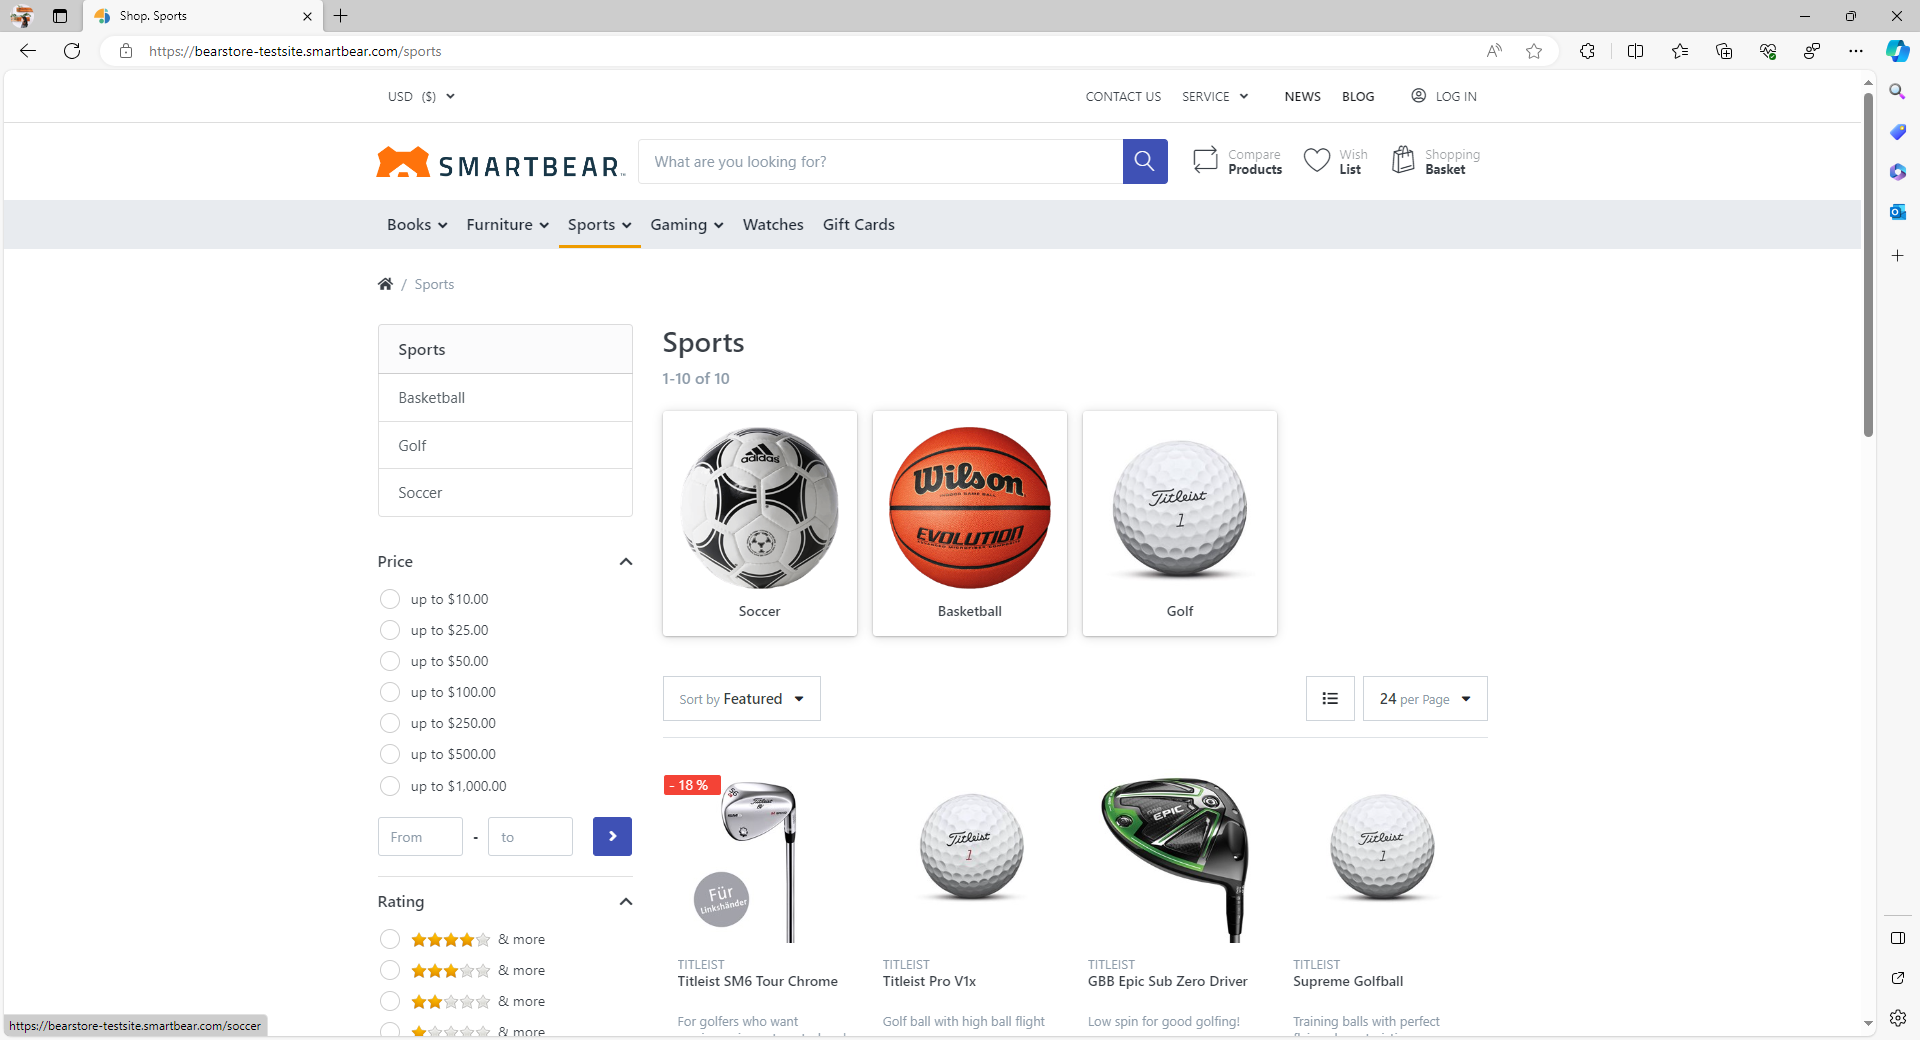 Shop. Sports
https://bearstore-testsite.smartbear.com/sports
USD ($)
CONTACT US
SERVICE
NEWS
BLOG
LOG IN
SMARTBEAR
What are you looking for?
Compare
Products
Wish
List
Shopping
Basket
Books
Furniture
Sports
Gaming
Watches
Gift Cards
/ Sports
Sports
Basketball
Golf
Soccer
Price
up to $10.00
up to $25.00
up to $50.00
up to $100.00
up to $250.00
up to $500.00
up to $1,000.00
From - to
Rating
& more
& more
& more
& more
Sports
1-10 of 10
adidas
Soccer
Wilson
EVOLUTION
Basketball
Titleist
1
Golf
Sort by Featured
24 per Page
- 18 %
Für
Linkshänder
TITLEIST
Titleist SM6 Tour Chrome
For golfers who want
Titleist
1
TITLEIST
Titleist Pro V1x
Golf ball with high ball flight
EPIC
TITLEIST
GBB Epic Sub Zero Driver
Low spin for good golfing!
Titleist
1
TITLEIST
Supreme Golfball
Training balls with perfect
https://bearstore-testsite.smartbear.com/soccer